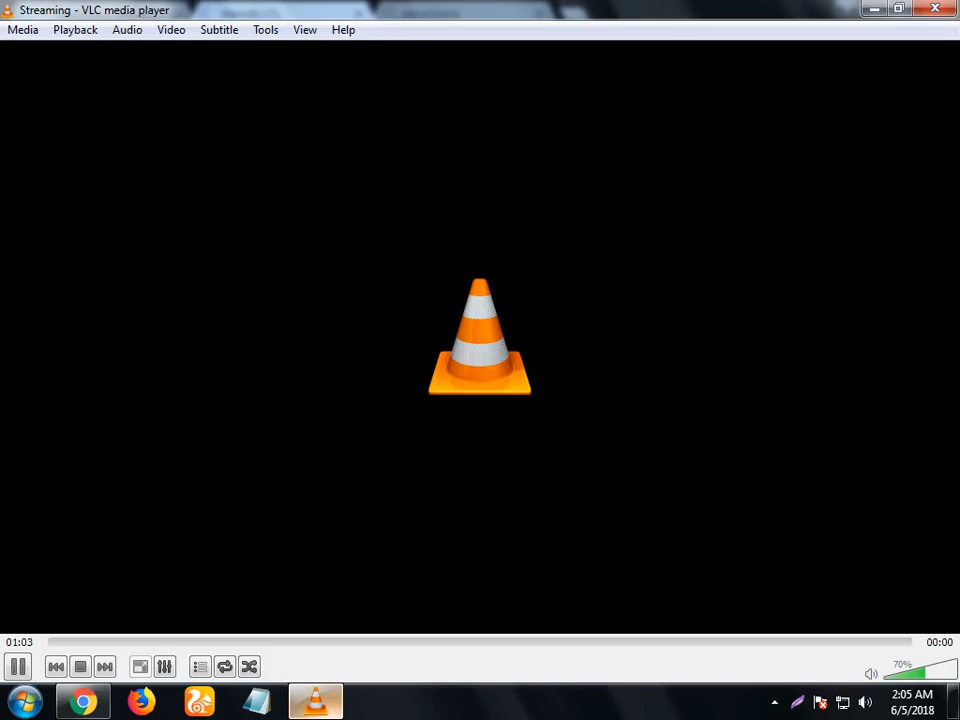 Streaming - VLC media player
Media Playback Audio Video Subtitle Tools View Help
01:03
00:00
70%
2:05 AM
6/5/2018